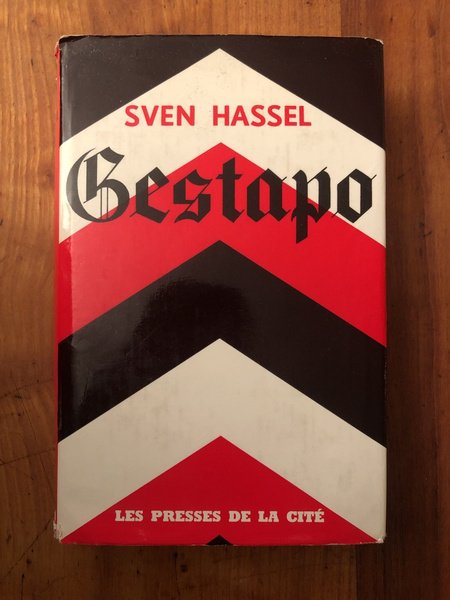 SVEN HASSEL
Gestapo
LES PRESSES DE LA CITÉ